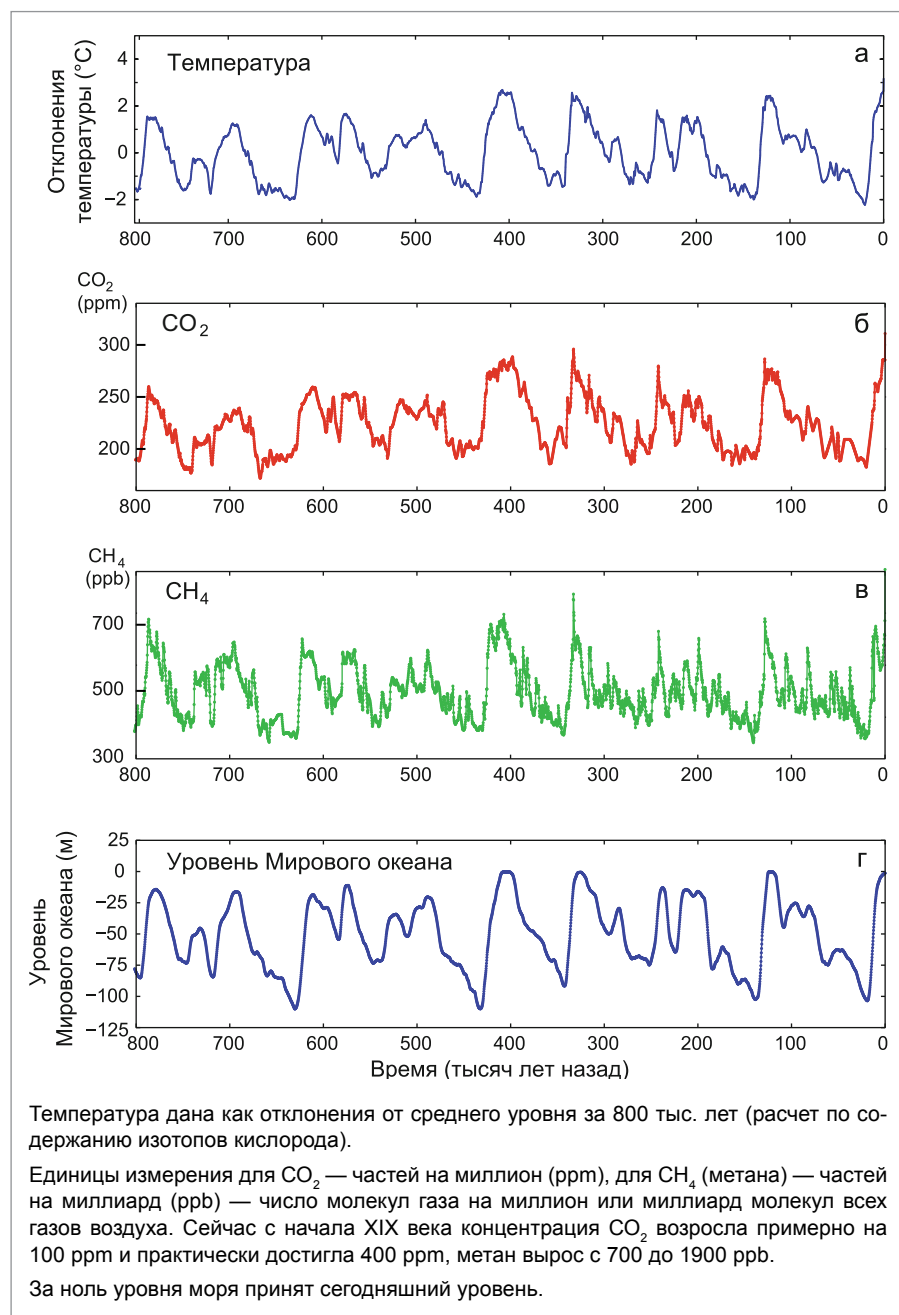 Температура
а
Отклонения
температуры (°C)
4
2
0
−2
800 700 600 500 400 300 200 100 0
CO₂
(ppm)
CO₂
б
300
250
200
800 700 600 500 400 300 200 100 0
CH₄
(ppb)
CH₄
в
700
500
300
800 700 600 500 400 300 200 100 0
Уровень Мирового океана
г
Уровень
Мирового океана (м)
25
0
−25
−50
−75
−100
−125
800 700 600 500 400 300 200 100 0
Время (тысяч лет назад)
Температура дана как отклонения от среднего уровня за 800 тыс. лет (расчет по со-
держанию изотопов кислорода).
Единицы измерения для CO₂ — частей на миллион (ppm), для CH₄ (метана) — частей
на миллиард (ppb) — число молекул газа на миллион или миллиард молекул всех
газов воздуха. Сейчас с начала XIX века концентрация CO₂ возросла примерно на
100 ppm и практически достигла 400 ppm, метан вырос с 700 до 1900 ppb.
За ноль уровня моря принят сегодняшний уровень.